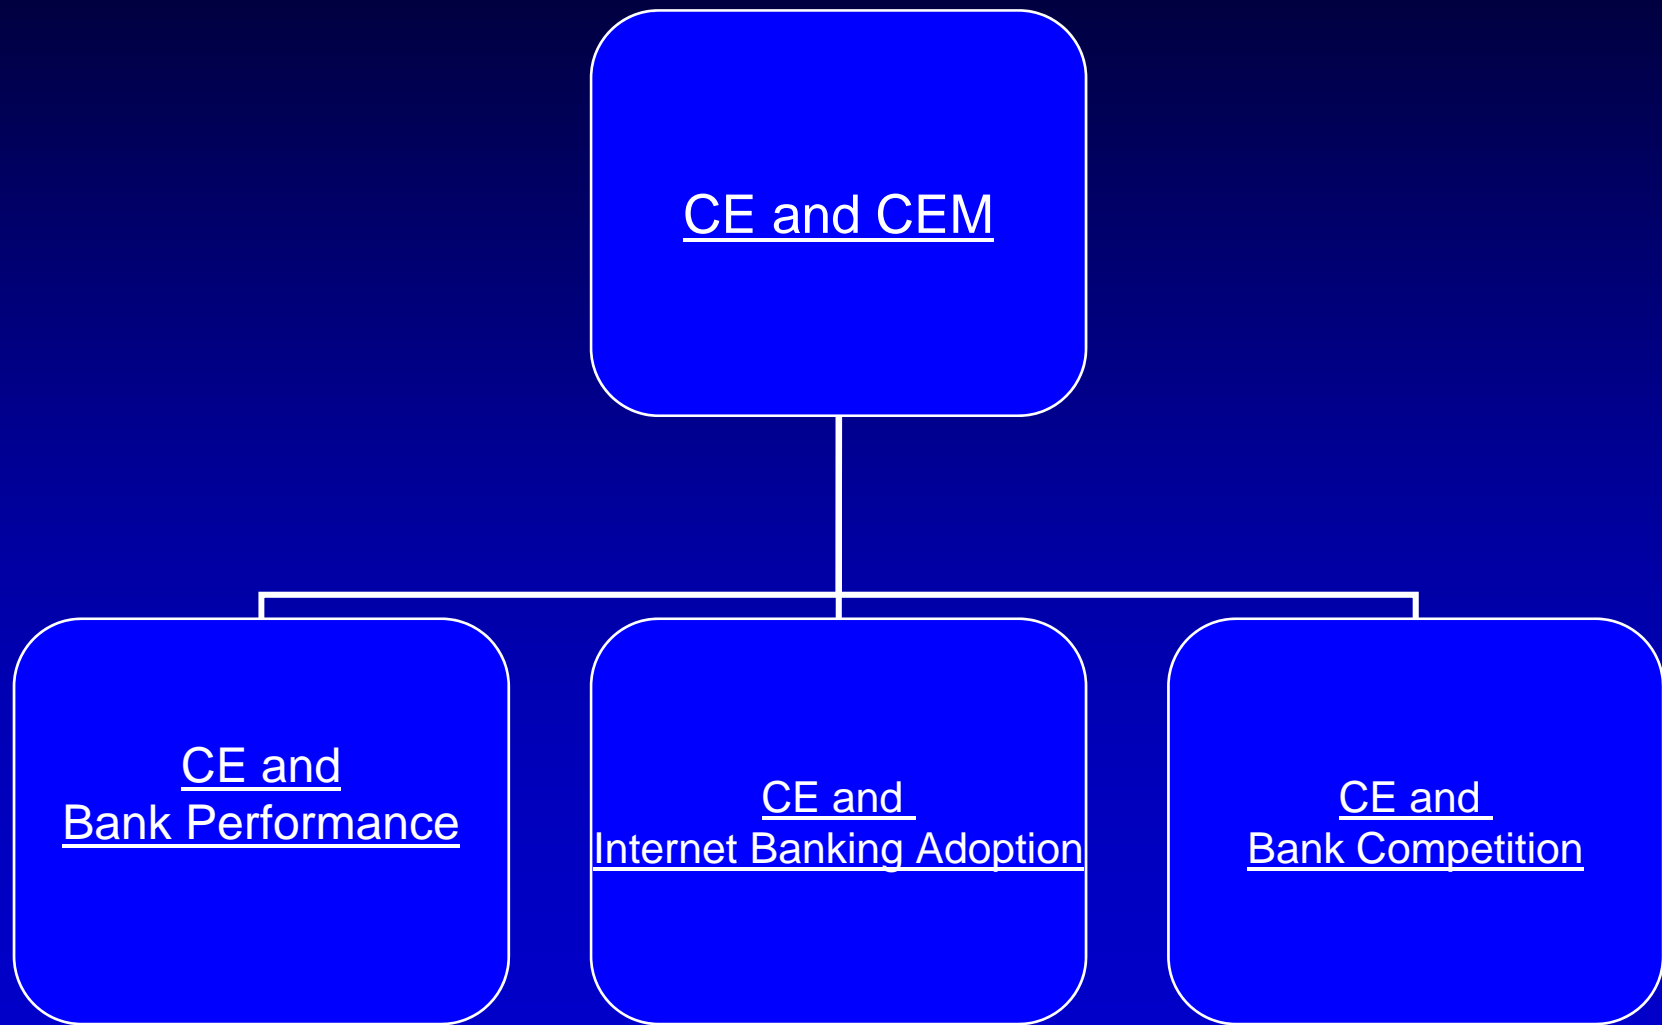 CE and CEM
CE and
Bank Performance
CE and
Internet Banking Adoption
CE and
Bank Competition